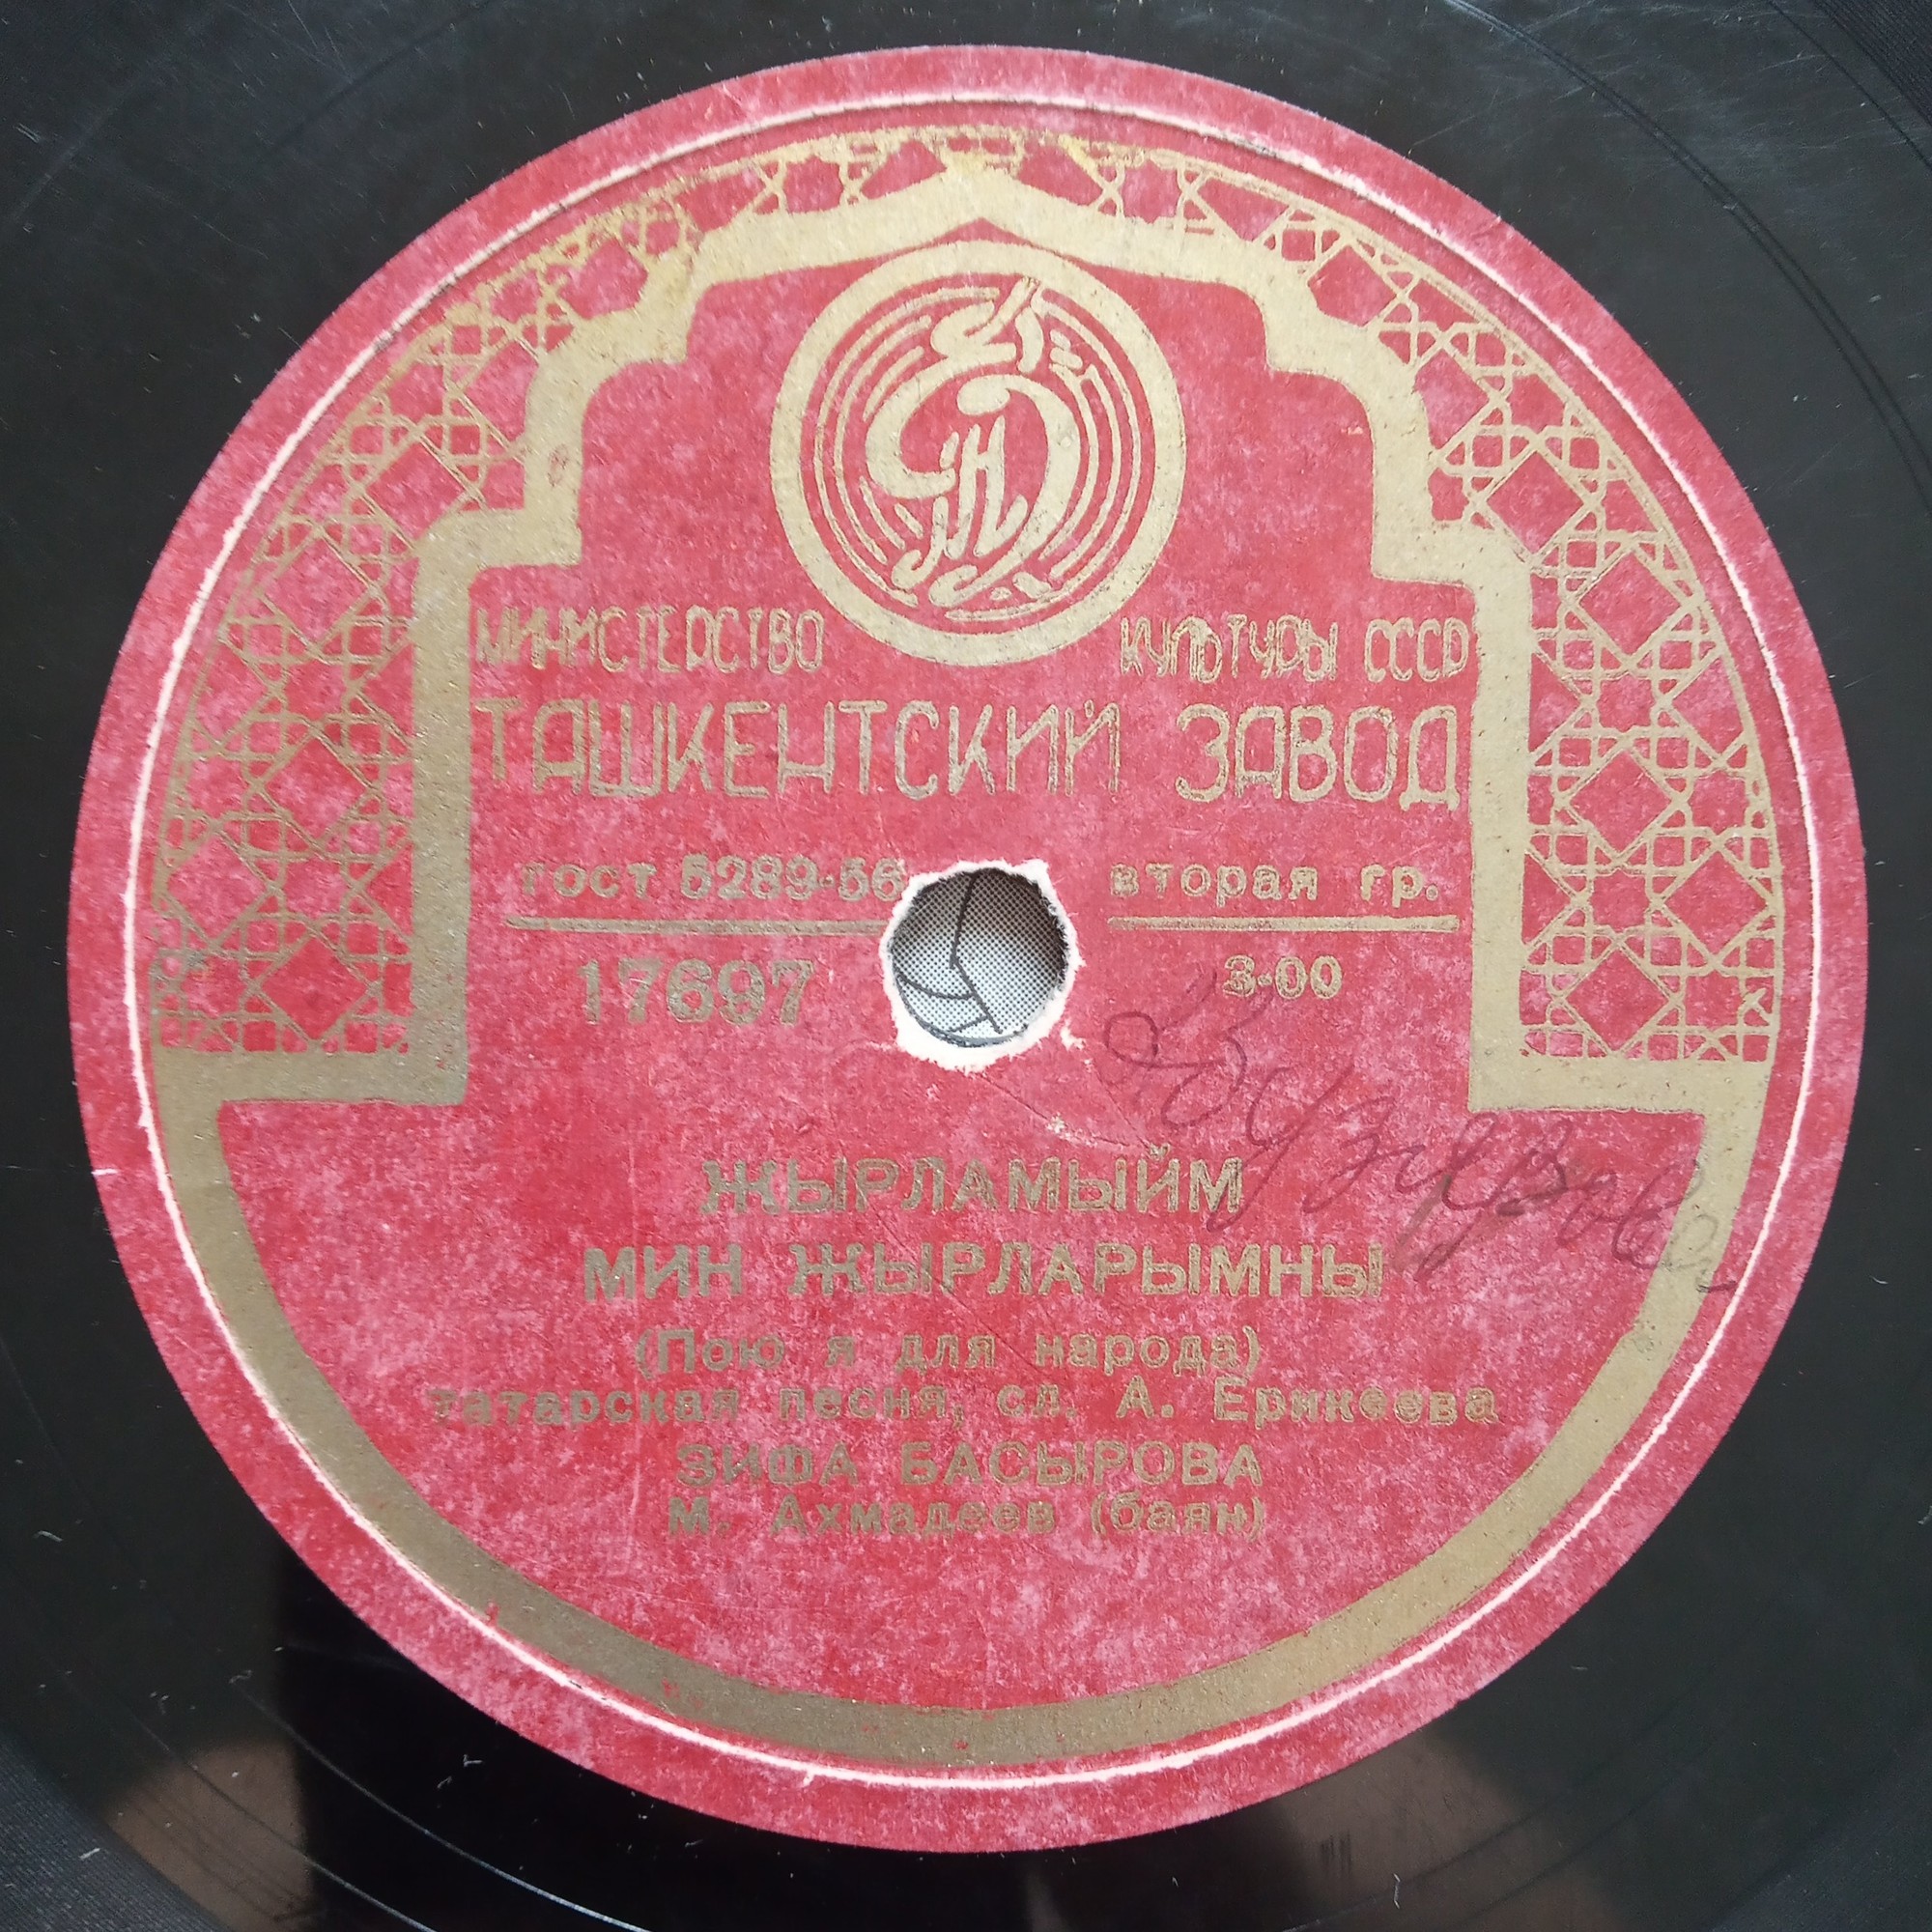 МИНИСТЕРСТВО КУЛЬТУРЫ СССР
ТАШКЕНТСКИЙ ЗАВОД
гост 5289-56 вторая гр.
17697 3-00
ЖЫРЛАМЫЙМ
МИН ЖЫРЛАРЫМНЫ
(Пою я для народа)
татарская песня, сл. А. Ерикеева
ЗИФА БАСЫРОВА
М. Ахмадеев (баян)